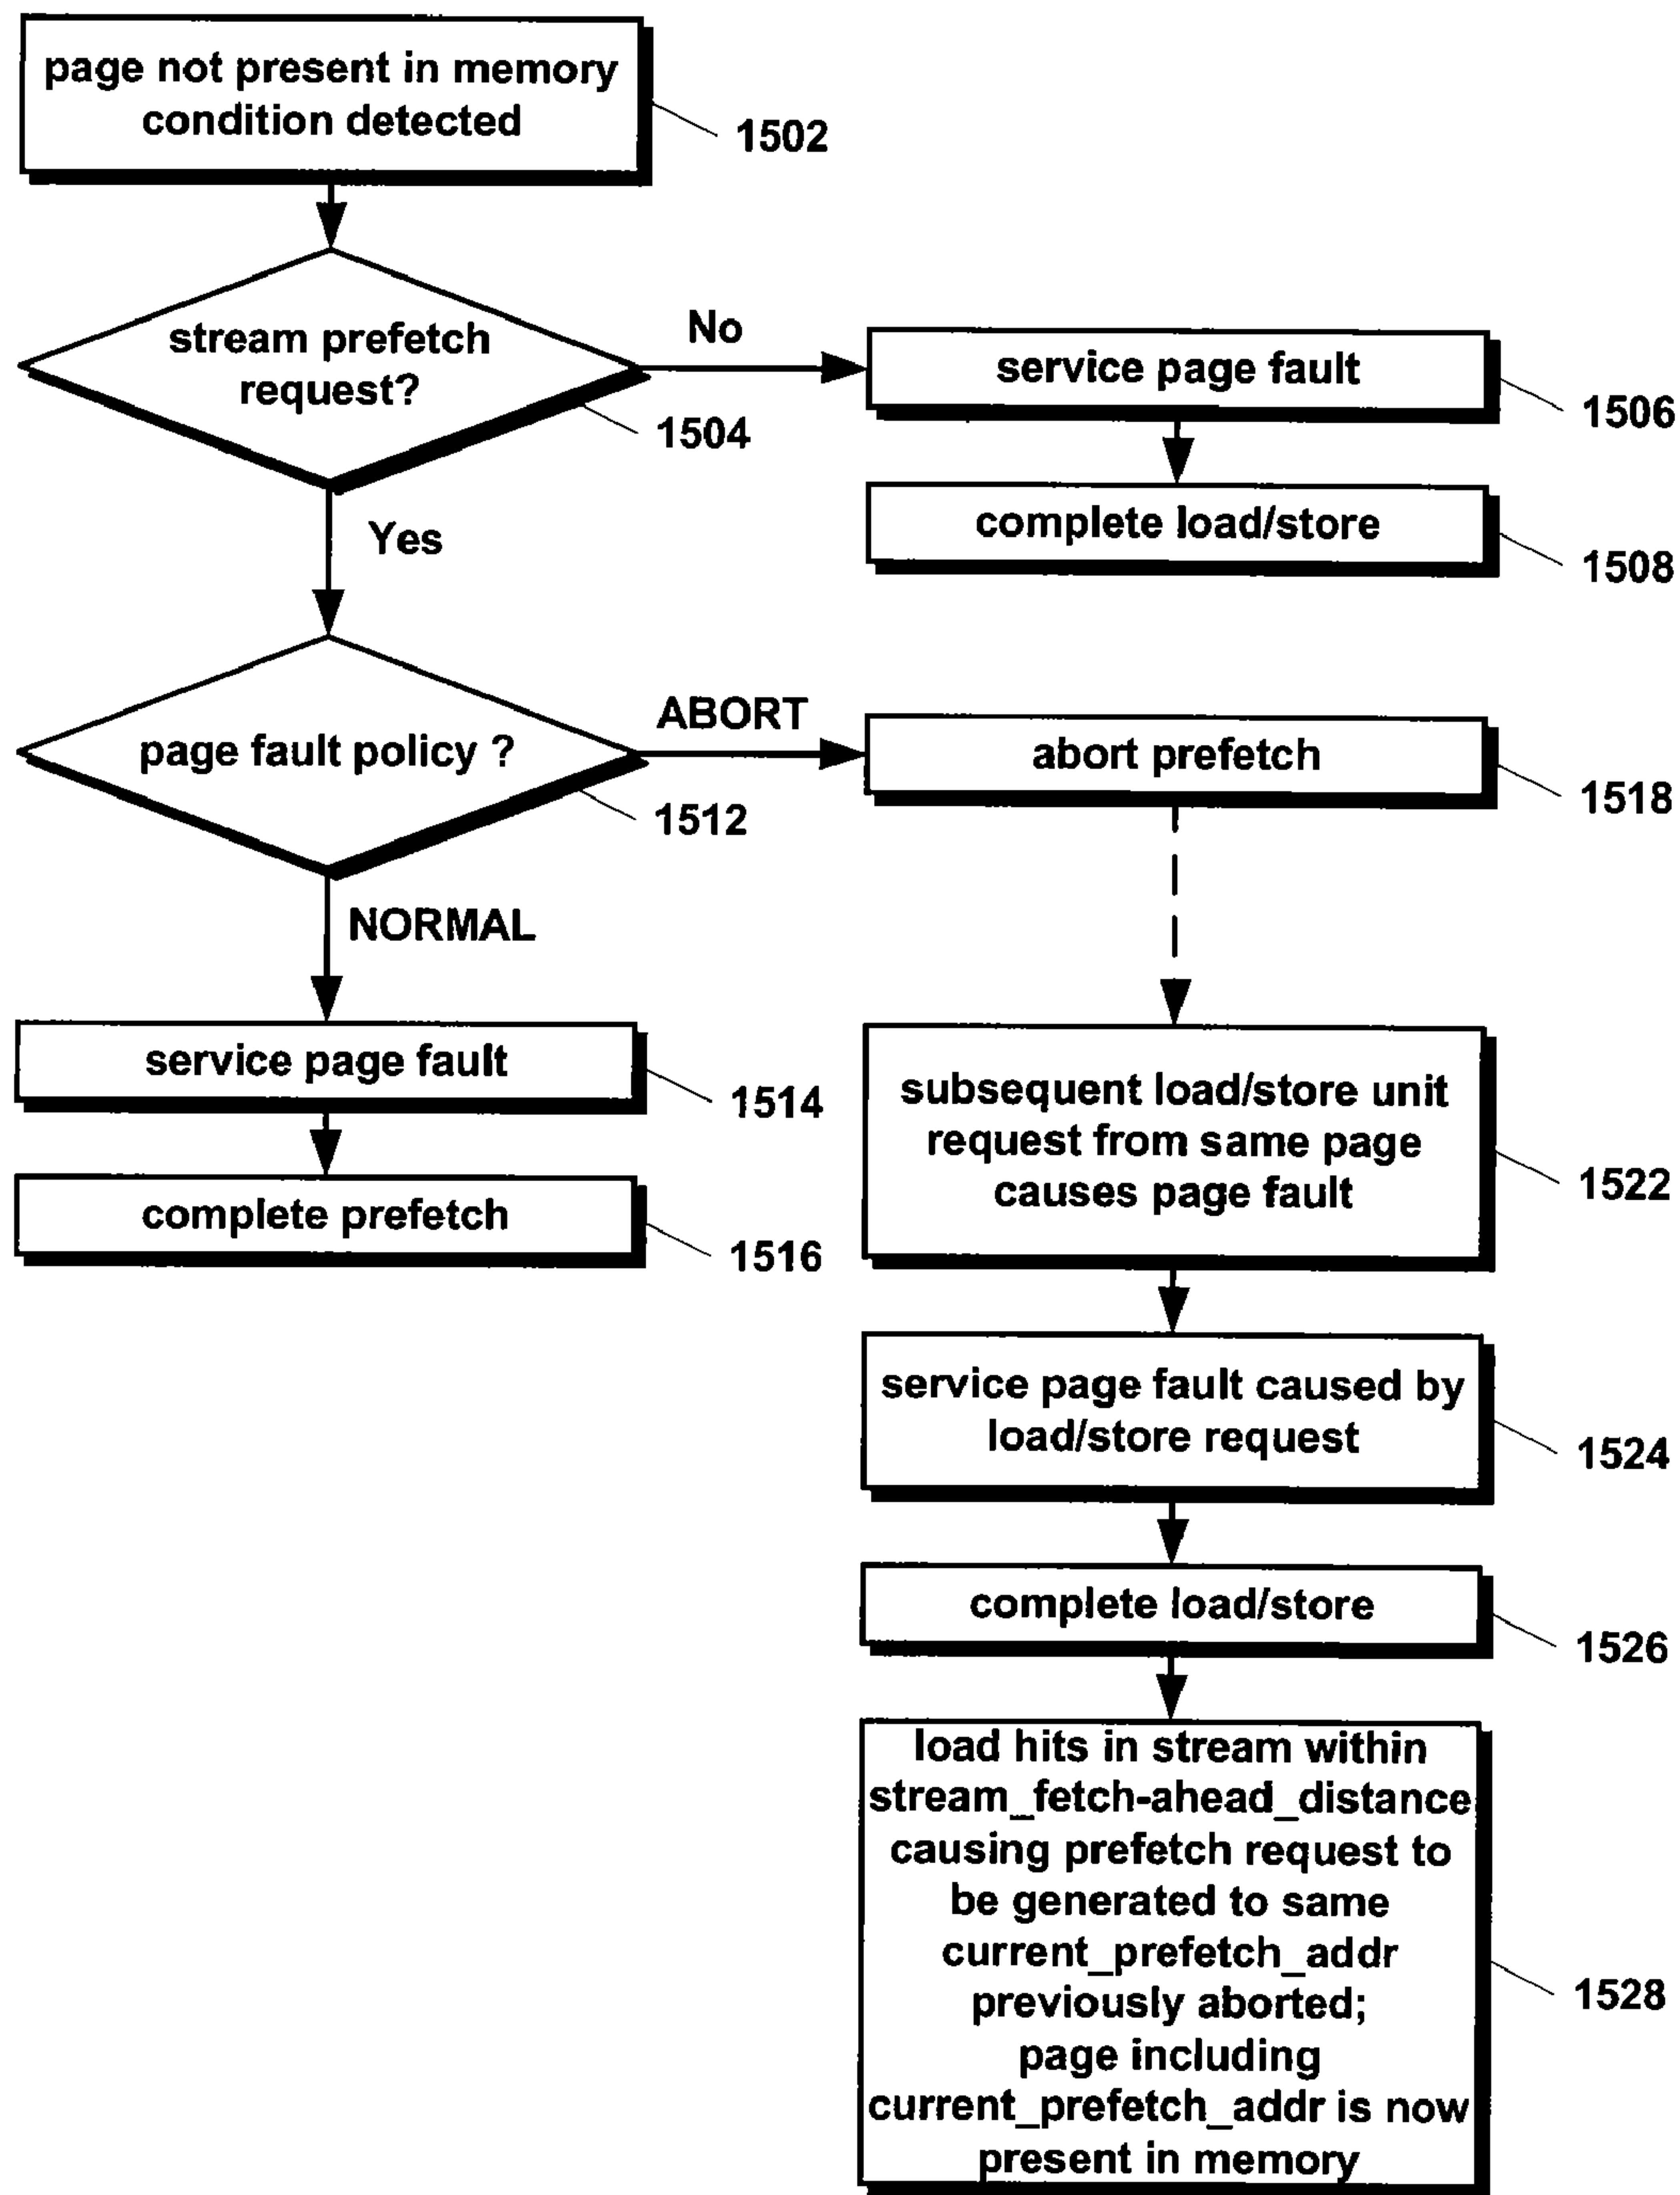 page not present in memory
condition detected
1502
stream prefetch
request?
1504
No
service page fault
1506
complete load/store
1508
Yes
page fault policy ?
1512
ABORT
abort prefetch
1518
NORMAL
service page fault
1514
complete prefetch
1516
subsequent load/store unit
request from same page
causes page fault
1522
service page fault caused by
load/store request
1524
complete load/store
1526
load hits in stream within
stream_fetch-ahead_distance
causing prefetch request to
be generated to same
current_prefetch_addr
previously aborted;
page including
current_prefetch_addr is now
present in memory
1528